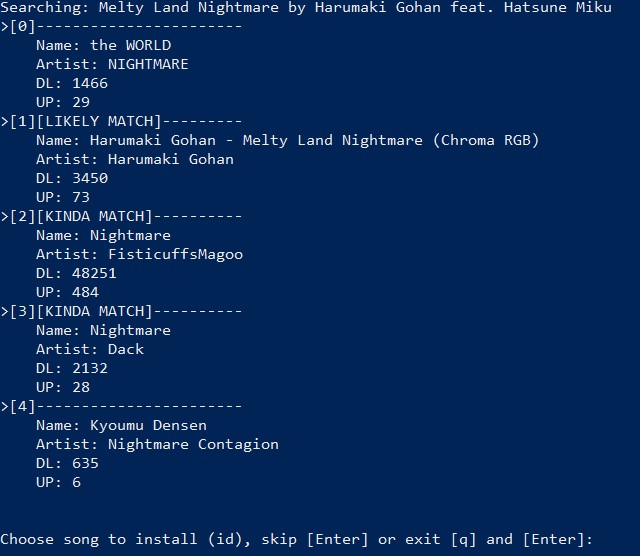 Searching: Melty Land Nightmare by Harumaki Gohan feat. Hatsune Miku
>[0]-----------------------
Name: the WORLD
Artist: NIGHTMARE
DL: 1466
UP: 29
>[1][LIKELY MATCH]---------
Name: Harumaki Gohan - Melty Land Nightmare (Chroma RGB)
Artist: Harumaki Gohan
DL: 3450
UP: 73
>[2][KINDA MATCH]----------
Name: Nightmare
Artist: FisticuffsMagoo
DL: 48251
UP: 484
>[3][KINDA MATCH]----------
Name: Nightmare
Artist: Dack
DL: 2132
UP: 28
>[4]-----------------------
Name: Kyoumu Densen
Artist: Nightmare Contagion
DL: 635
UP: 6
Choose song to install (id), skip [Enter] or exit [q] and [Enter]: